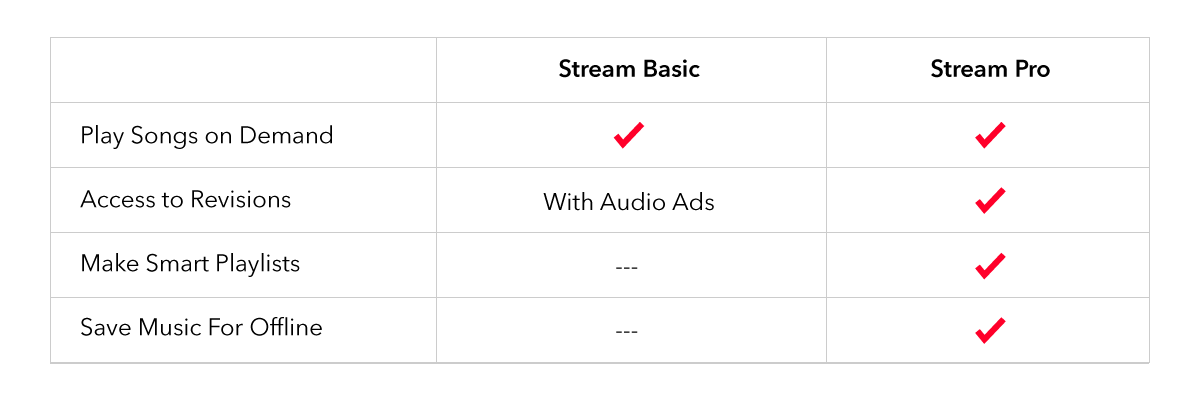 Stream Basic Stream Pro
Play Songs on Demand
Access to Revisions With Audio Ads
Make Smart Playlists ---
Save Music For Offline ---